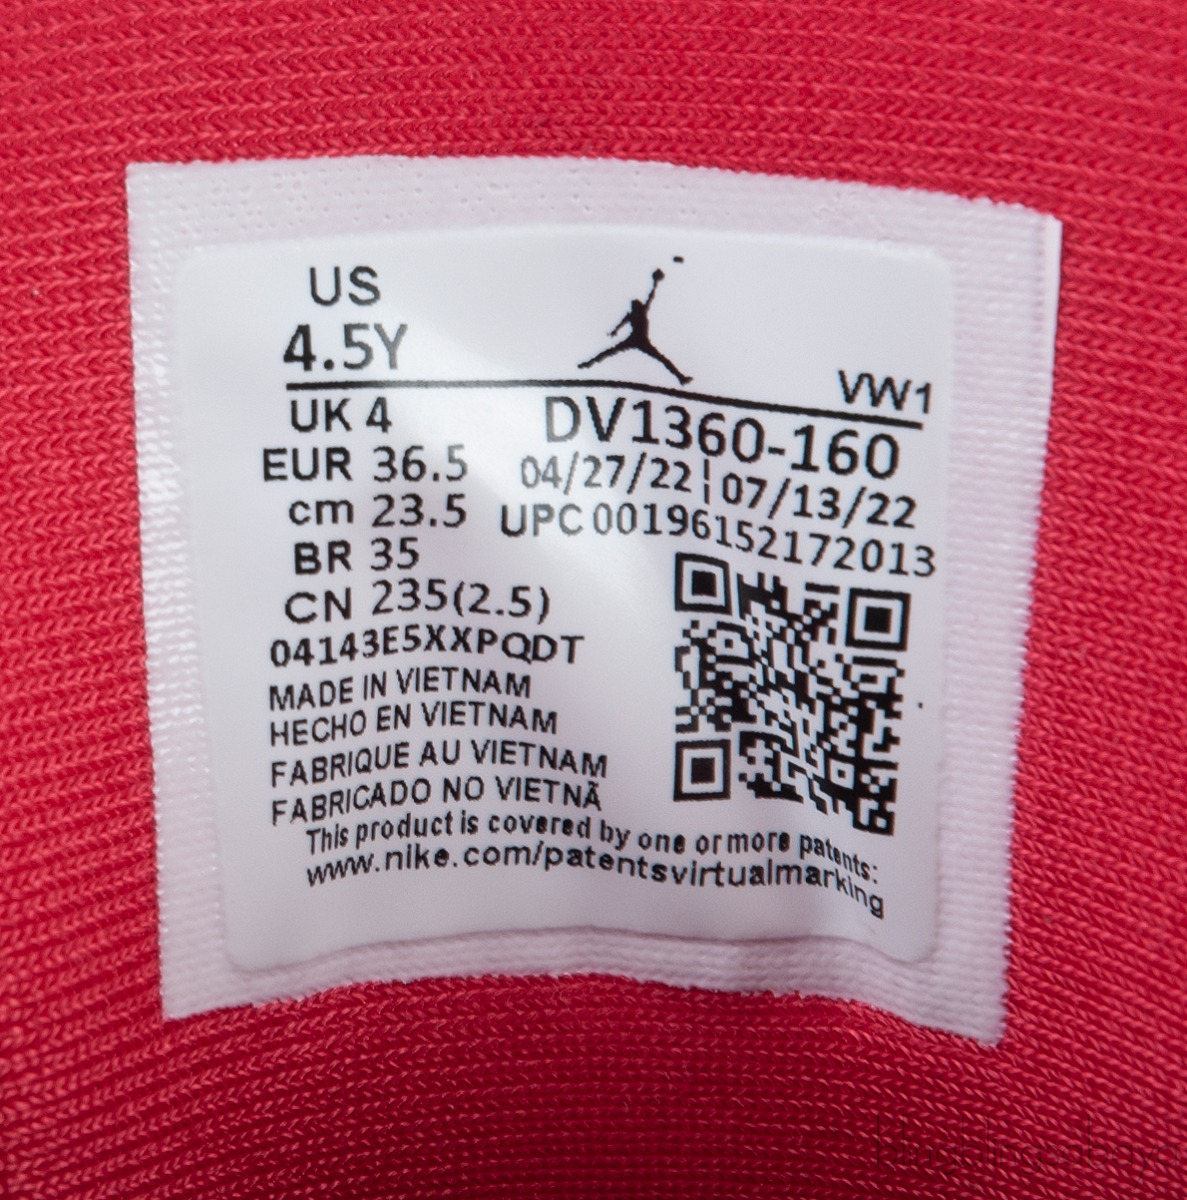 US
4.5Y
VW1
UK 4
DV1360-160
EUR 36.5
04/27/22 | 07/13/22
cm 23.5
UPC 00196152172013
BR 35
CN 235(2.5)
04143E5XXPQDT
MADE IN VIETNAM
HECHO EN VIETNAM
FABRIQUE AU VIETNAM
FABRICADO NO VIETNÃ
This product is covered by one or more patents:
www.nike.com/patentsvirtualmarking